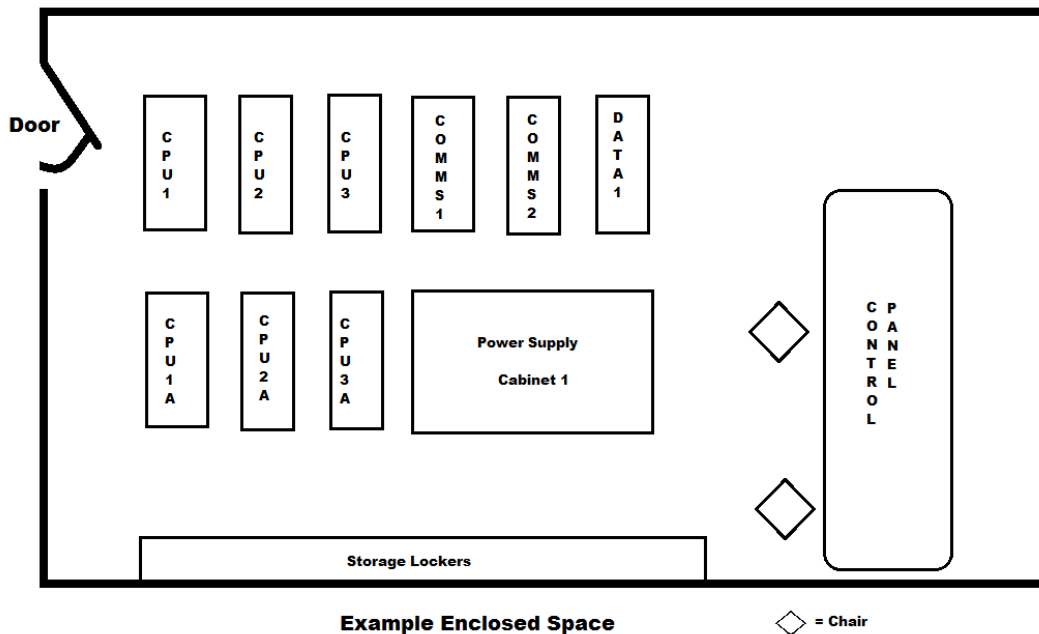 Door
CPU1
CPU2
CPU3
COMMS1
COMMS2
DATA1
CPU1A
CPU2A
CPU3A
Power Supply
Cabinet 1
CONTROL
PANEL
Storage Lockers
Example Enclosed Space
= Chair